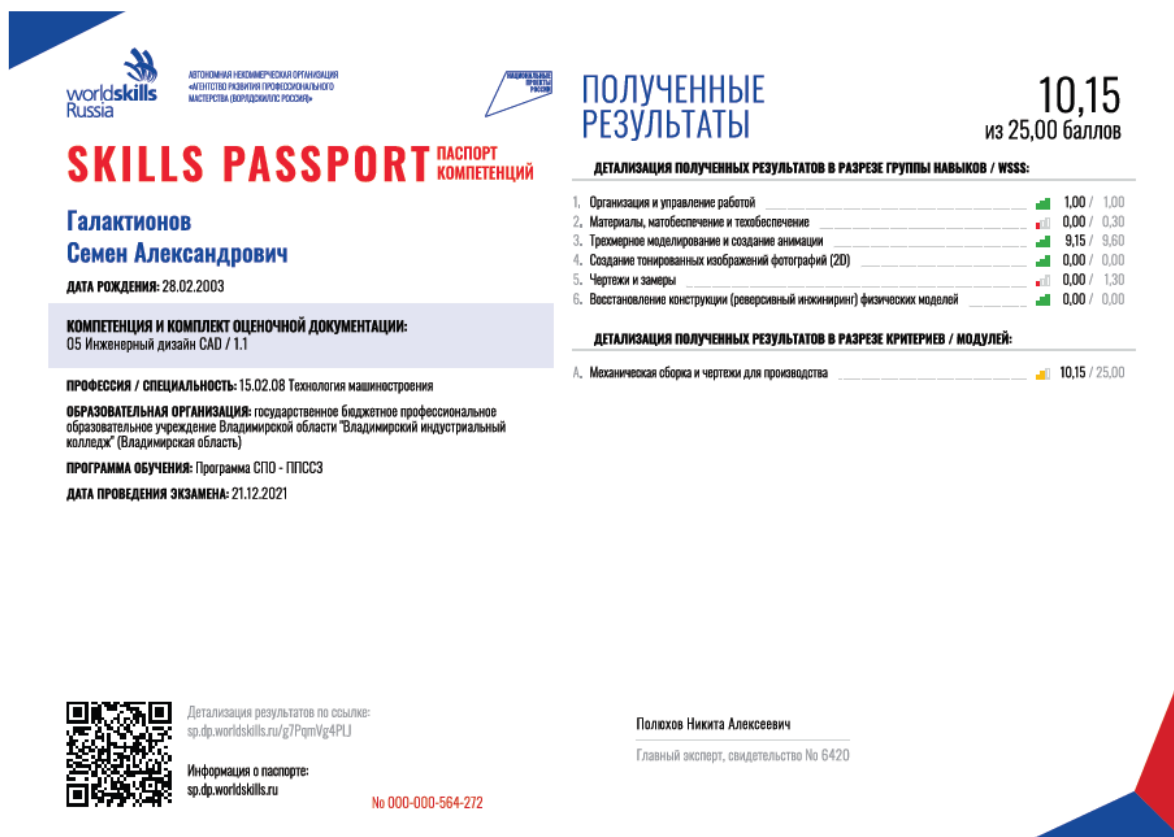 worldskills
Russia
АВТОНОМНАЯ НЕКОММЕРЧЕСКАЯ ОРГАНИЗАЦИЯ
«АГЕНТСТВО РАЗВИТИЯ ПРОФЕССИОНАЛЬНОГО
МАСТЕРСТВА (ВОРЛДСКИЛЛС РОССИЯ)»
НАЦИОНАЛЬНЫЕ
ПРОЕКТЫ
РОССИИ
SKILLS PASSPORT ПАСПОРТ
КОМПЕТЕНЦИЙ
Галактионов
Семен Александрович
ДАТА РОЖДЕНИЯ: 28.02.2003
КОМПЕТЕНЦИЯ И КОМПЛЕКТ ОЦЕНОЧНОЙ ДОКУМЕНТАЦИИ:
05 Инженерный дизайн CAD / 1.1
ПРОФЕССИЯ / СПЕЦИАЛЬНОСТЬ: 15.02.08 Технология машиностроения
ОБРАЗОВАТЕЛЬНАЯ ОРГАНИЗАЦИЯ: государственное бюджетное профессиональное
образовательное учреждение Владимирской области "Владимирский индустриальный
колледж" (Владимирская область)
ПРОГРАММА ОБУЧЕНИЯ: Программа СПО - ППССЗ
ДАТА ПРОВЕДЕНИЯ ЭКЗАМЕНА: 21.12.2021
Детализация результатов по ссылке:
sp.dp.worldskills.ru/g7PqmVg4PLJ
Информация о паспорте:
sp.dp.worldskills.ru
№ 000-000-564-272
ПОЛУЧЕННЫЕ
РЕЗУЛЬТАТЫ
10,15
из 25,00 баллов
ДЕТАЛИЗАЦИЯ ПОЛУЧЕННЫХ РЕЗУЛЬТАТОВ В РАЗРЕЗЕ ГРУППЫ НАВЫКОВ / WSSS:
1. Организация и управление работой 1,00 / 1,00
2. Материалы, матобеспечение и техобеспечение 0,00 / 0,30
3. Трехмерное моделирование и создание анимации 9,15 / 9,60
4. Создание тонированных изображений фотографий (2D) 0,00 / 0,00
5. Чертежи и замеры 0,00 / 1,30
6. Восстановление конструкции (реверсивный инжиниринг) физических моделей 0,00 / 0,00
ДЕТАЛИЗАЦИЯ ПОЛУЧЕННЫХ РЕЗУЛЬТАТОВ В РАЗРЕЗЕ КРИТЕРИЕВ / МОДУЛЕЙ:
A. Механическая сборка и чертежи для производства 10,15 / 25,00
Полюхов Никита Алексеевич
Главный эксперт, свидетельство № 6420